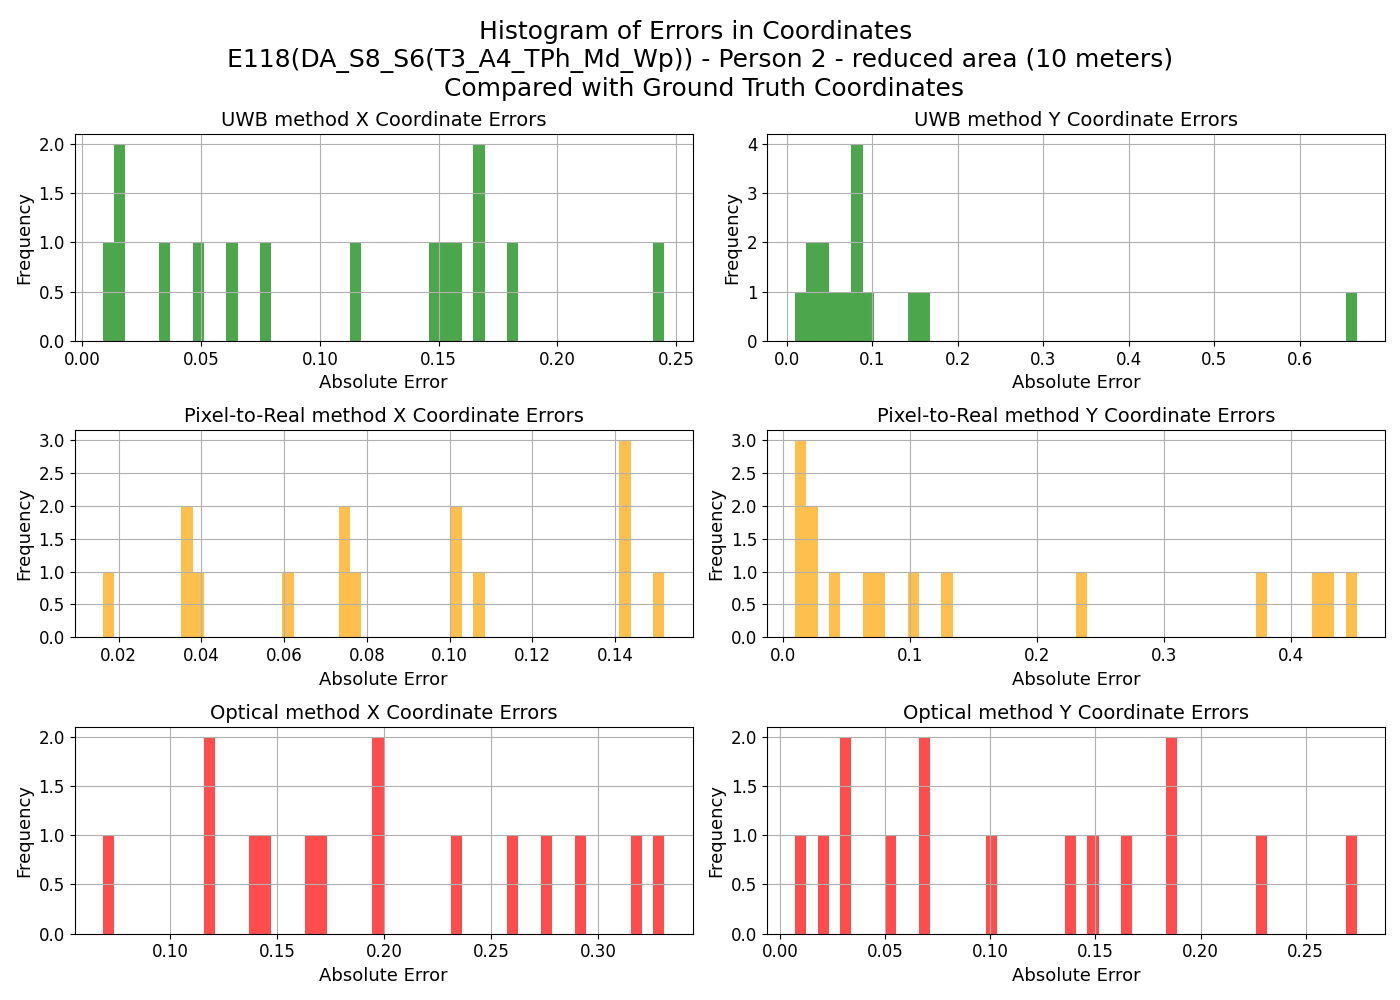 Histogram of Errors in Coordinates
E118(DA_S8_S6(T3_A4_TPh_Md_Wp)) - Person 2 - reduced area (10 meters)
Compared with Ground Truth Coordinates
UWB method X Coordinate Errors
Frequency
2.0
1.5
1.0
0.5
0.0
0.00 0.05 0.10 0.15 0.20 0.25
Absolute Error
UWB method Y Coordinate Errors
Frequency
4
3
2
1
0
0.0 0.1 0.2 0.3 0.4 0.5 0.6
Absolute Error
Pixel-to-Real method X Coordinate Errors
Frequency
3.0
2.5
2.0
1.5
1.0
0.5
0.0
0.02 0.04 0.06 0.08 0.10 0.12 0.14
Absolute Error
Pixel-to-Real method Y Coordinate Errors
Frequency
3.0
2.5
2.0
1.5
1.0
0.5
0.0
0.0 0.1 0.2 0.3 0.4
Absolute Error
Optical method X Coordinate Errors
Frequency
2.0
1.5
1.0
0.5
0.0
0.10 0.15 0.20 0.25 0.30
Absolute Error
Optical method Y Coordinate Errors
Frequency
2.0
1.5
1.0
0.5
0.0
0.00 0.05 0.10 0.15 0.20 0.25
Absolute Error